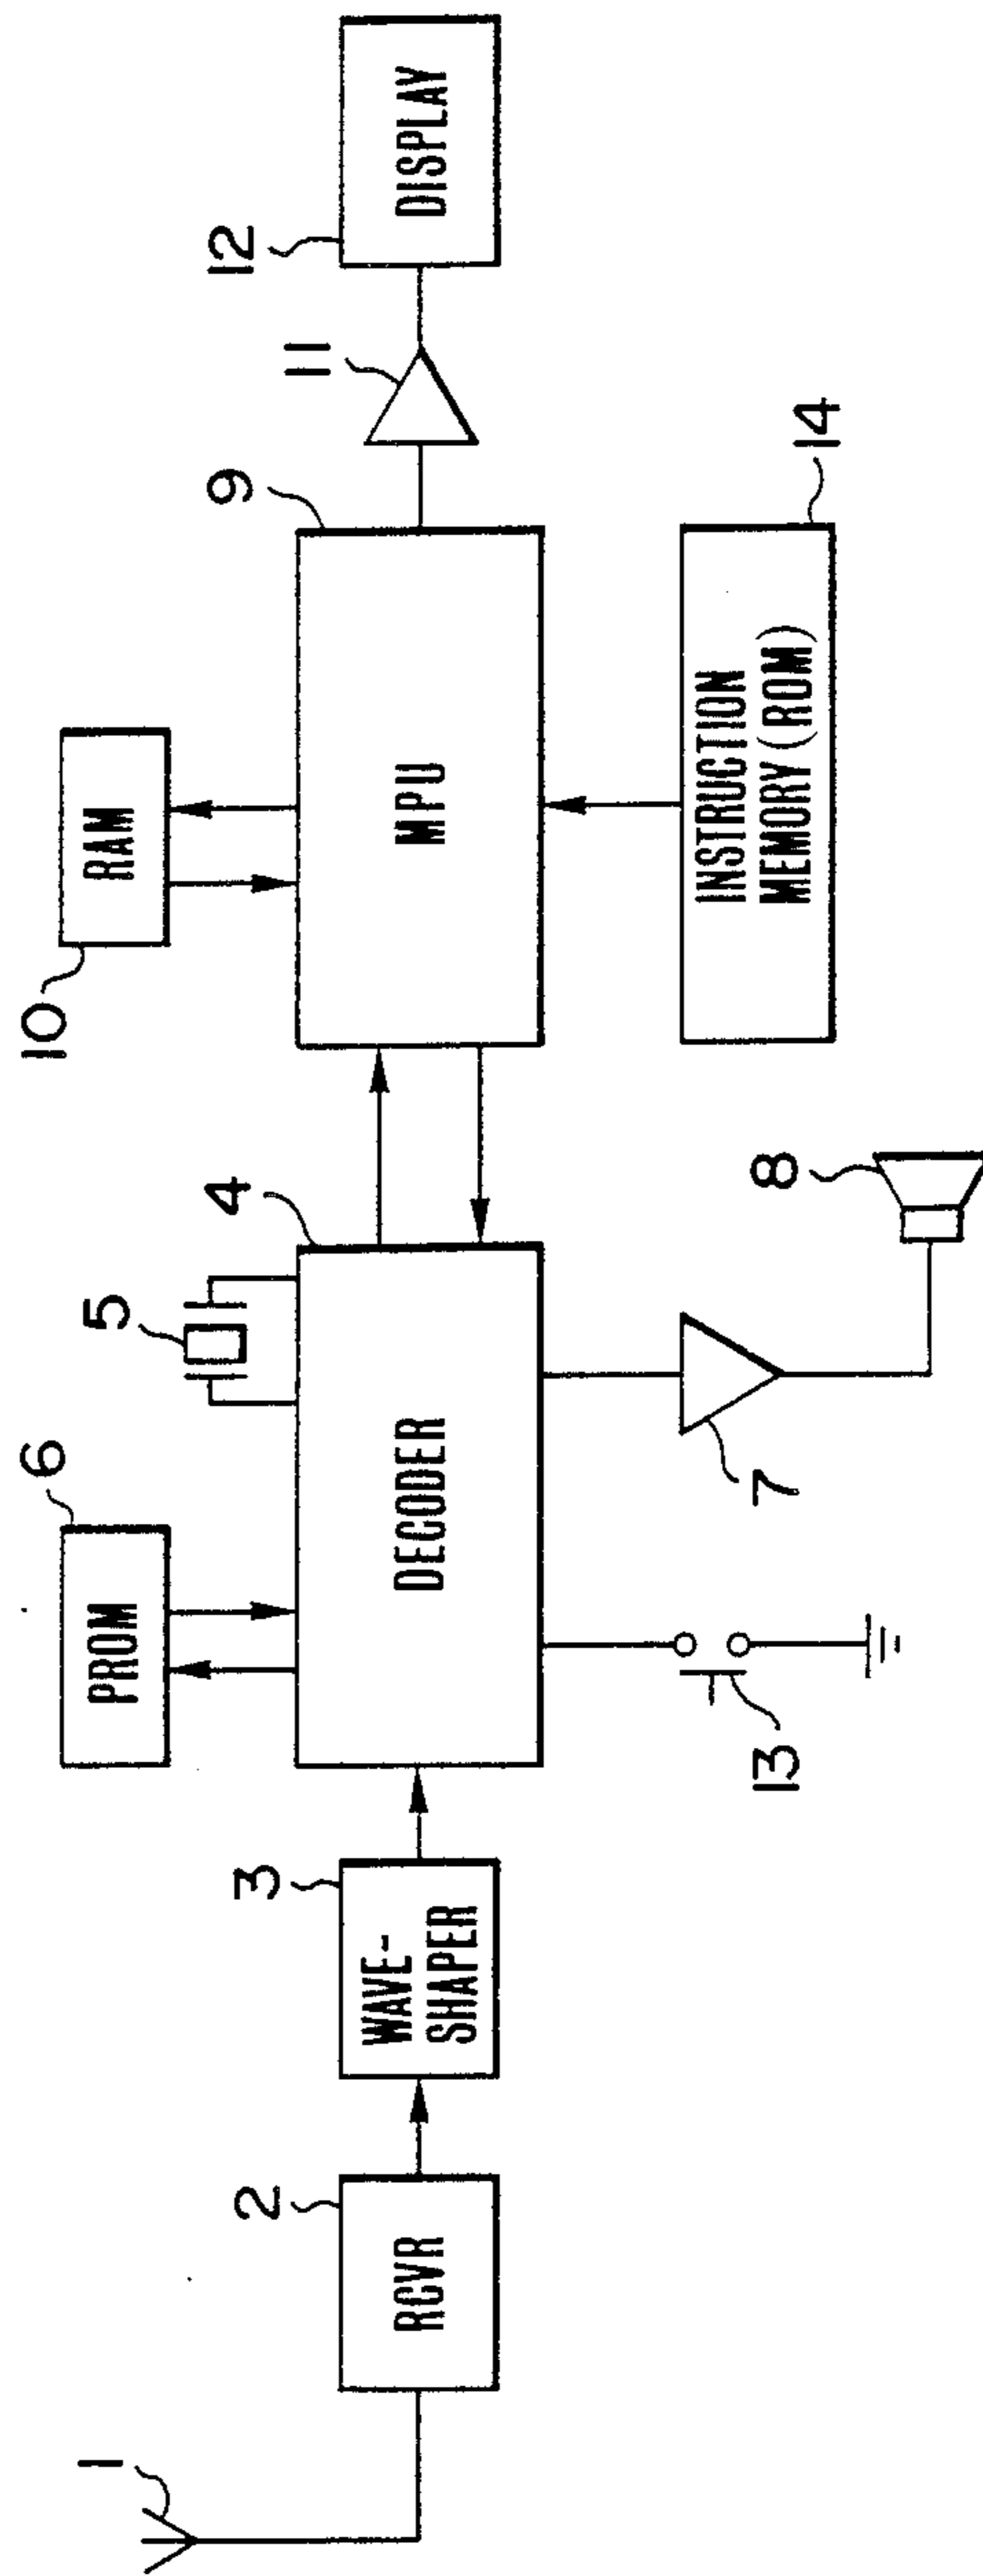 1
2
RCVR
3
WAVE-
SHAPER
6
PROM
5
4
DECODER
13
7
8
10
RAM
9
MPU
INSTRUCTION
MEMORY (ROM)
14
11
12
DISPLAY